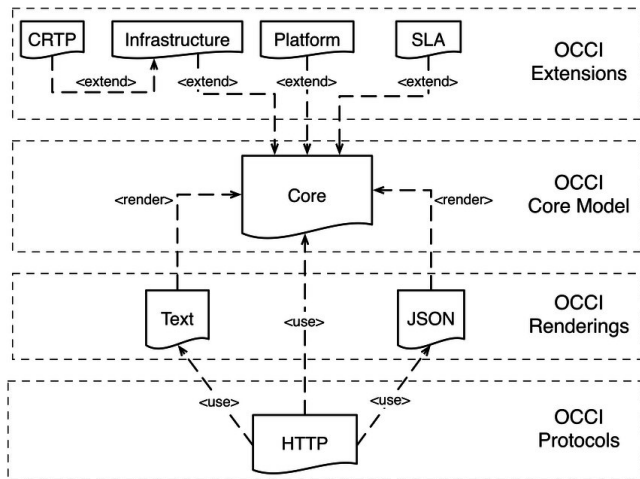 CRTP
Infrastructure
Platform
SLA
OCCI
Extensions
<extend>
<extend>
<extend>
<extend>
Core
OCCI
Core Model
<render>
<render>
Text
<use>
JSON
OCCI
Renderings
<use>
<use>
HTTP
OCCI
Protocols